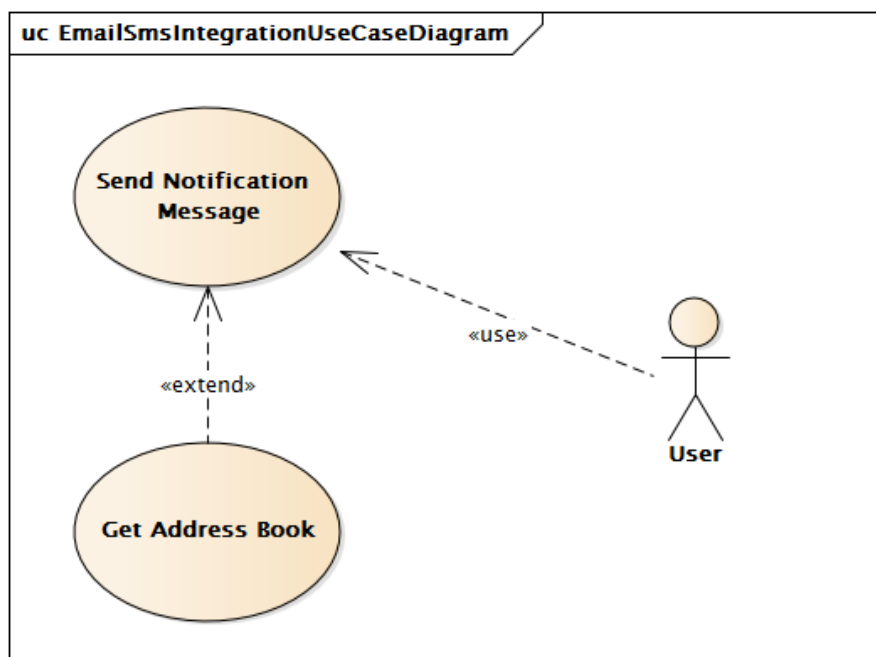 uc EmailSmsIntegrationUseCaseDiagram
Send Notification
Message
«use»
«extend»
User
Get Address Book